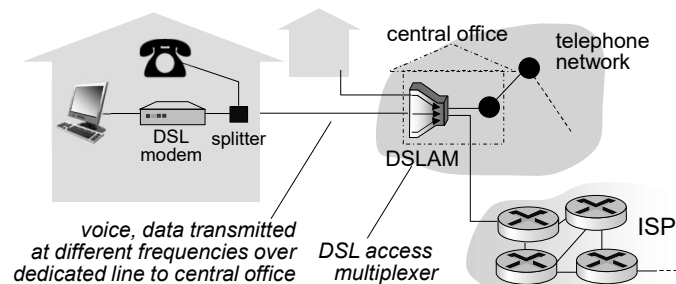 central office
telephone
network
DSL
modem
splitter
DSLAM
voice, data transmitted
at different frequencies over
dedicated line to central office
DSL access
multiplexer
ISP